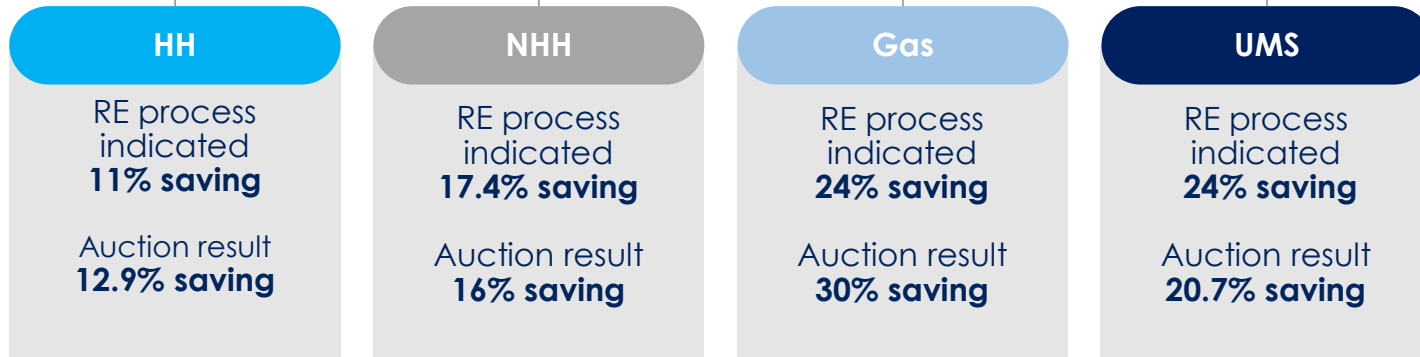 HH
RE process
indicated
11% saving
Auction result
12.9% saving
NHH
RE process
indicated
17.4% saving
Auction result
16% saving
Gas
RE process
indicated
24% saving
Auction result
30% saving
UMS
RE process
indicated
24% saving
Auction result
20.7% saving